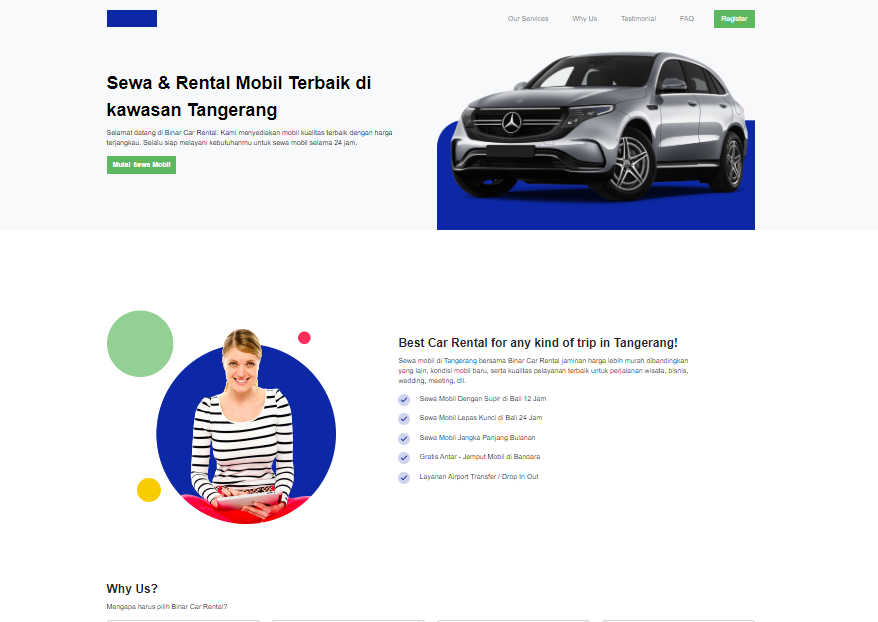 Our Services
Why Us
Testimonial
FAQ
Register
Sewa & Rental Mobil Terbaik di
kawasan Tangerang
Selamat datang di Binar Car Rental. Kami menyediakan mobil kualitas terbaik dengan harga
terjangkau. Selalu siap melayani kebutuhanmu untuk sewa mobil selama 24 jam.
Mulai Sewa Mobil
Best Car Rental for any kind of trip in Tangerang!
Sewa mobil di Tangerang bersama Binar Car Rental jaminan harga lebih murah dibandingkan
yang lain, kondisi mobil baru, serta kualitas pelayanan terbaik untuk perjalanan wisata, bisnis,
wedding, meeting, dll.
Sewa Mobil Dengan Supir di Bali 12 Jam
Sewa Mobil Lepas Kunci di Bali 24 Jam
Sewa Mobil Jangka Panjang Bulanan
Gratis Antar - Jemput Mobil di Bandara
Layanan Airport Transfer / Drop In Out
Why Us?
Mengapa harus pilih Binar Car Rental?